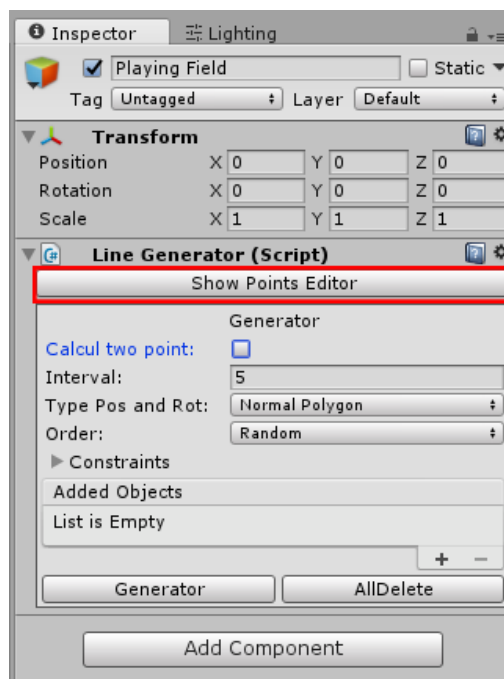 Inspector Lighting
Playing Field Static
Tag Untagged Layer Default
Transform
Position X 0 Y 0 Z 0
Rotation X 0 Y 0 Z 0
Scale X 1 Y 1 Z 1
Line Generator (Script)
Show Points Editor
Generator
Calcul two point:
Interval: 5
Type Pos and Rot: Normal Polygon
Order: Random
Constraints
Added Objects
List is Empty
+ −
Generator AllDelete
Add Component